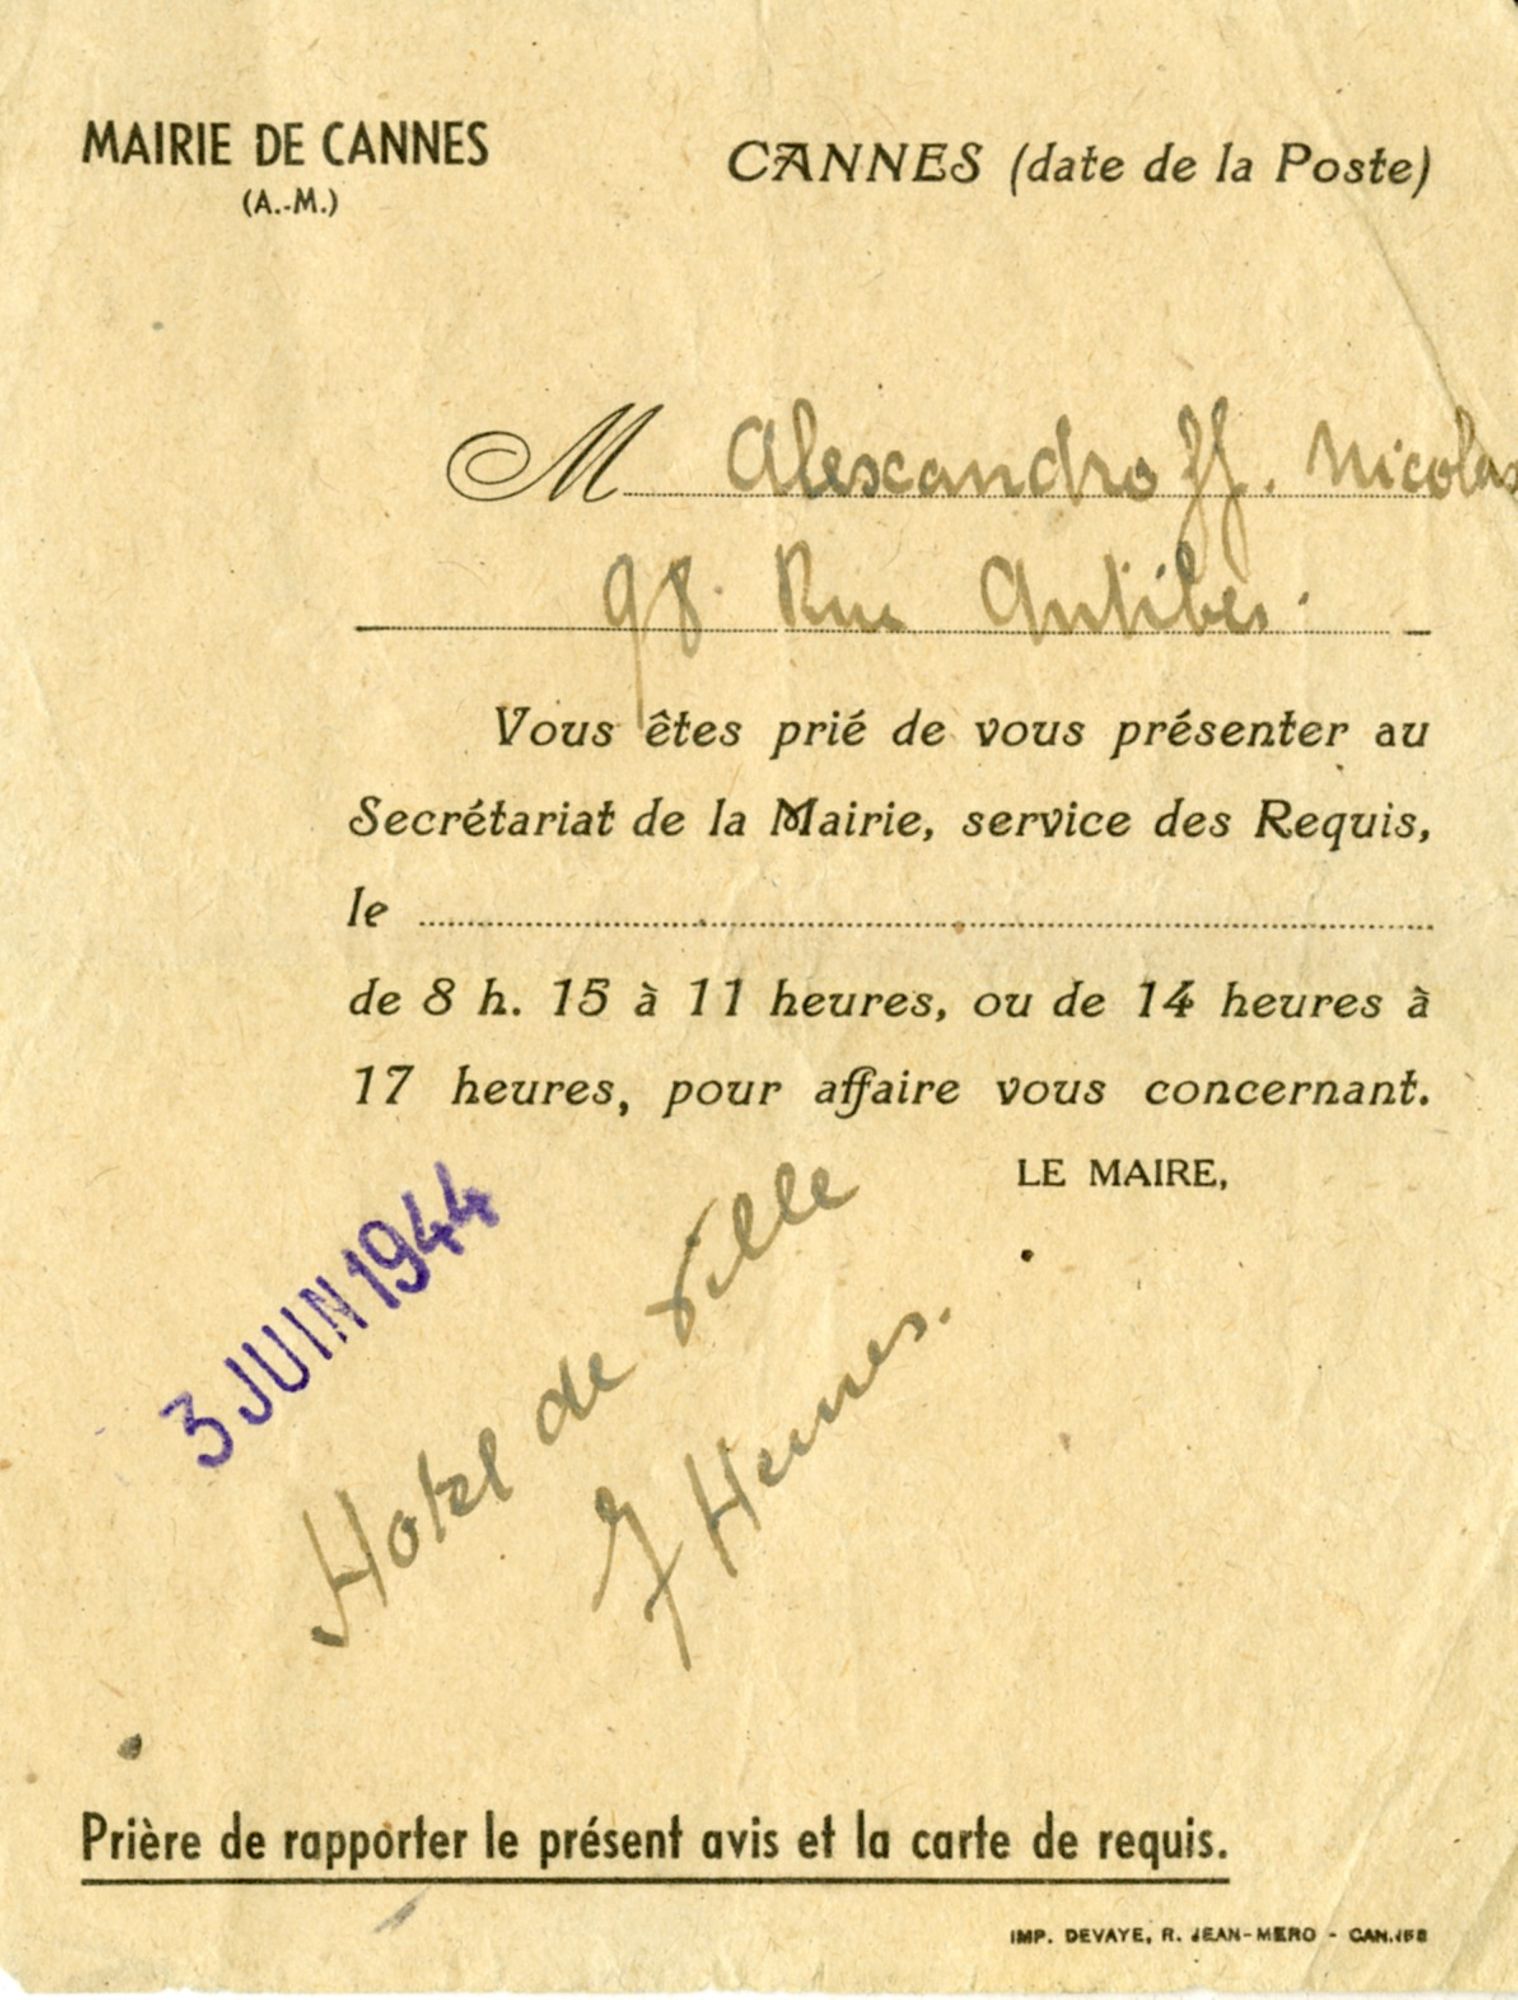 MAIRIE DE CANNES
(A.-M.)
CANNES (date de la Poste)
M Alexandroff. Nicolas
98. Rue Antibes.
Vous êtes prié de vous présenter au
Secrétariat de la Mairie, service des Requis,
le
de 8 h. 15 à 11 heures, ou de 14 heures à
17 heures, pour affaire vous concernant.
LE MAIRE,
3 JUIN 1944
Hotel de Ville
7 Heures.
Prière de rapporter le présent avis et la carte de requis.
IMP. DEVAYE, R. JEAN-MERO - CANNES